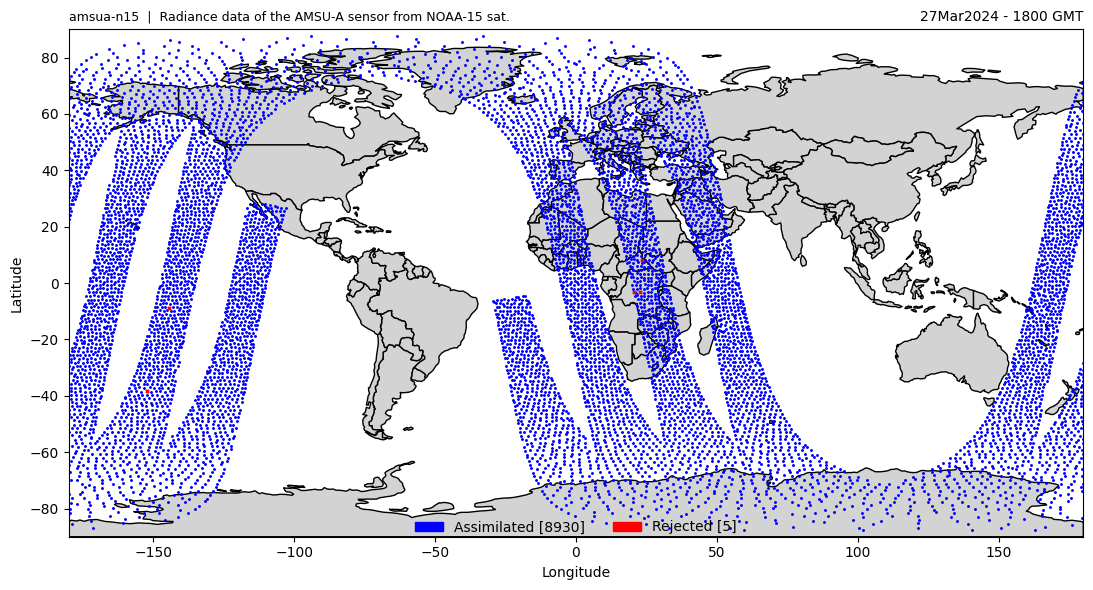 amsua-n15 | Radiance data of the AMSU-A sensor from NOAA-15 sat.
27Mar2024 - 1800 GMT
Latitude
80
60
40
20
0
−20
−40
−60
−80
Assimilated [8930]
Rejected [5]
−150 −100 −50 0 50 100 150
Longitude